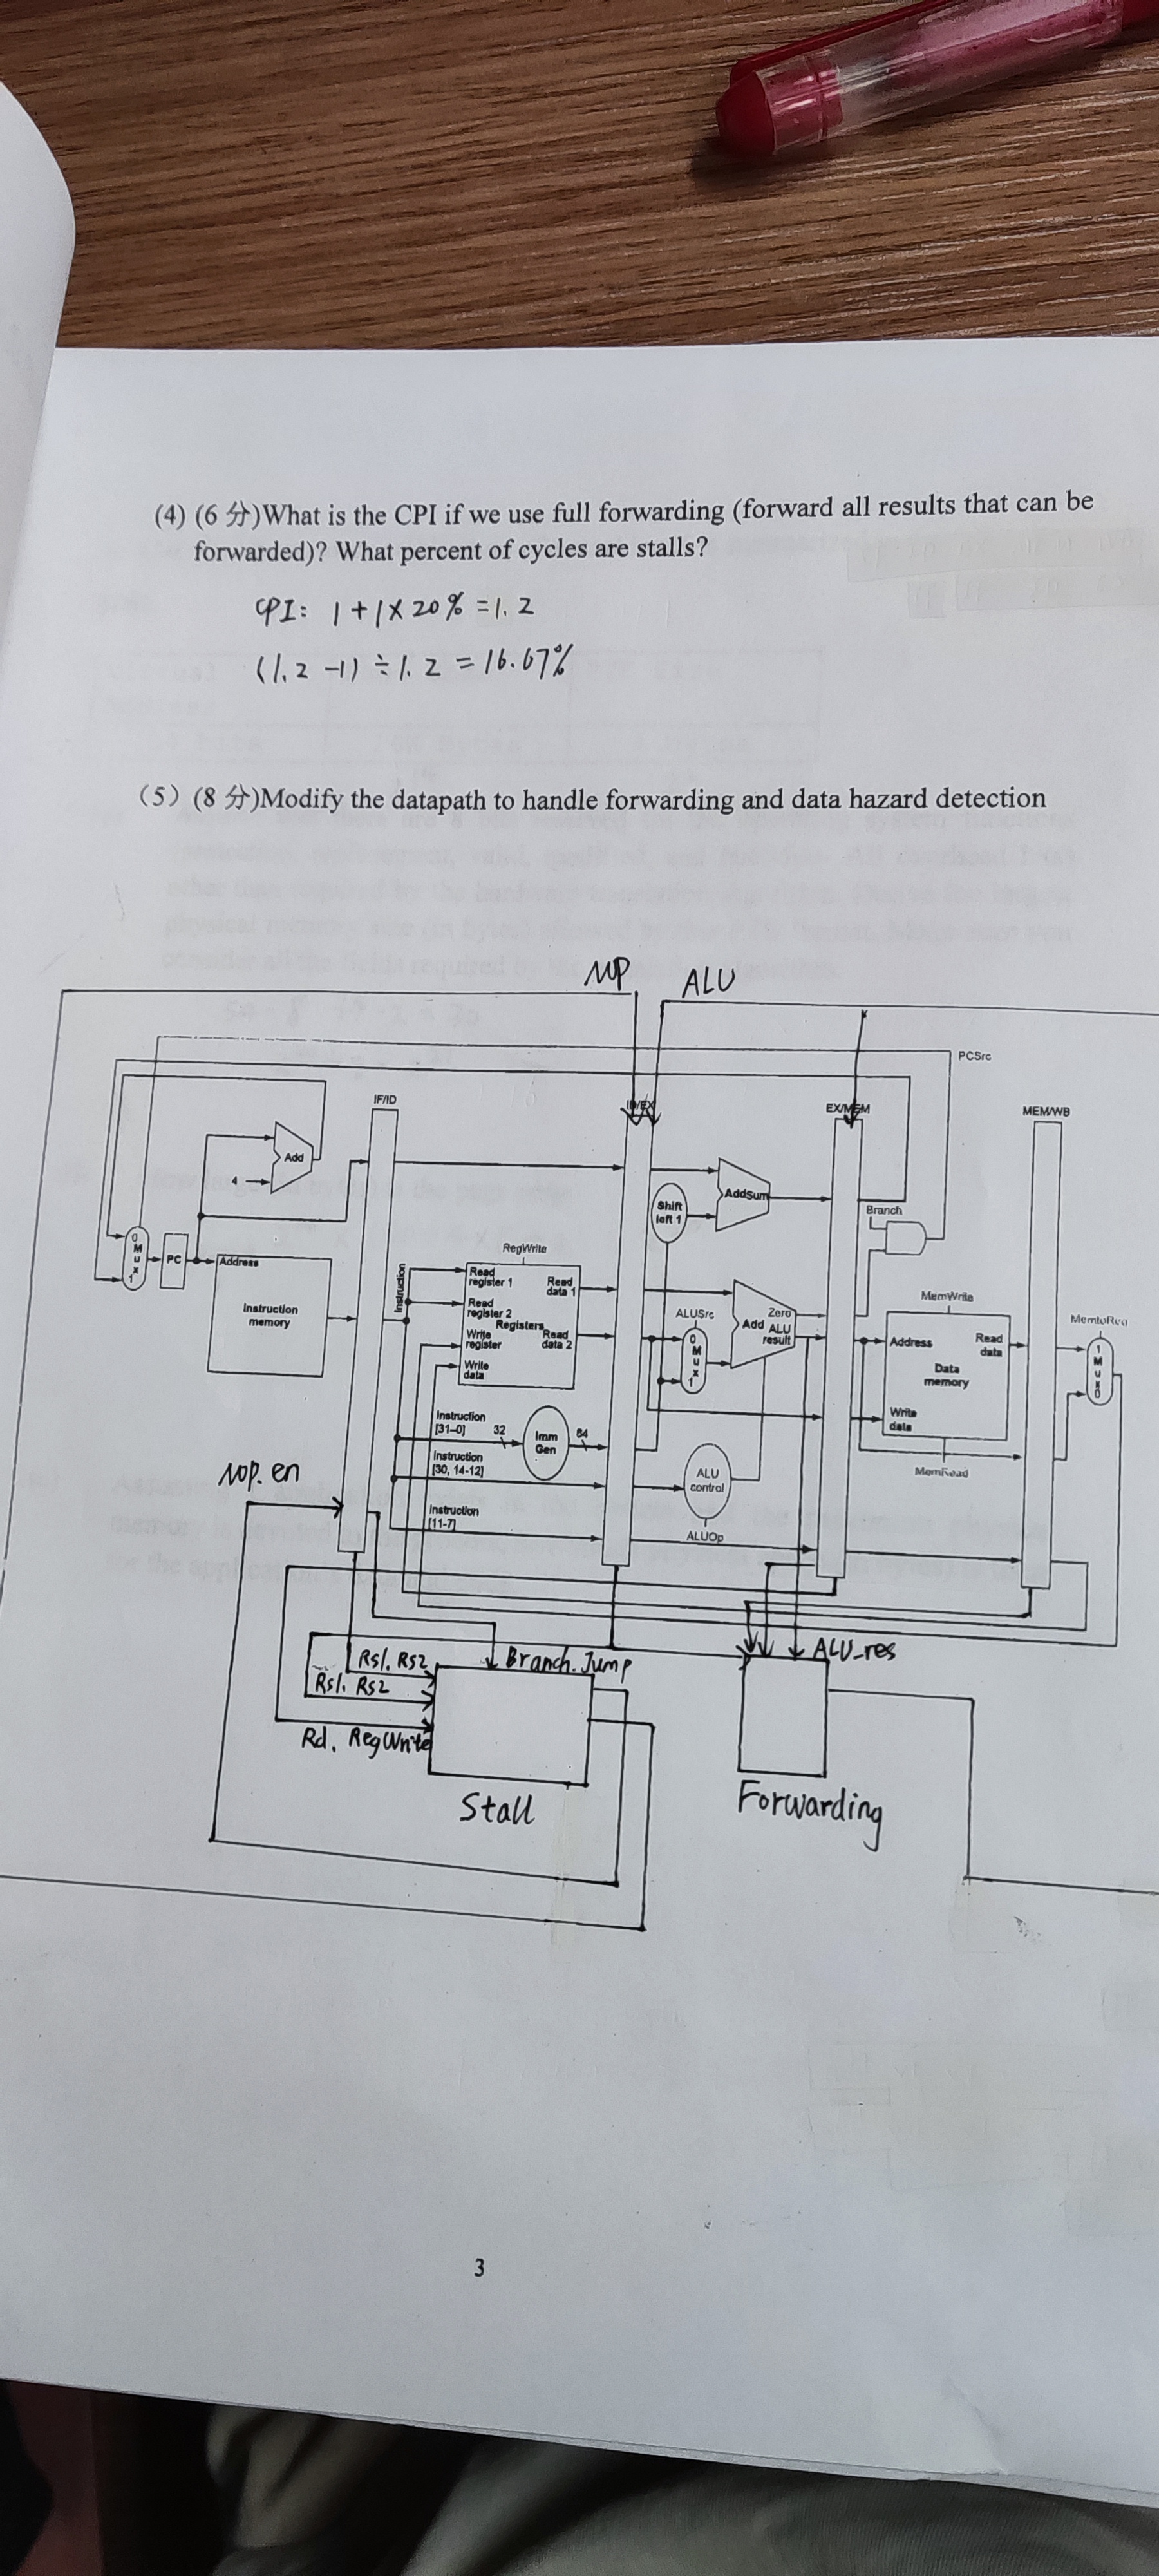 (4) (6 分)What is the CPI if we use full forwarding (forward all results that can be
forwarded)? What percent of cycles are stalls?
CPI: 1+1×20%=1.2
(1.2-1)÷1.2=16.67%
(5) (8 分)Modify the datapath to handle forwarding and data hazard detection
NOP ALU
PCSrc
IF/ID
ID/EX
EX/MEM
MEM/WB
Add
4
AddSum
Shift
left 1
Branch
RegWrite
0
M
u
x
1
PC
Address
Instruction
memory
Instruction
Read
register 1
Read
data 1
Read
register 2
Registers
Write
register
Read
data 2
Write
data
ALUSrc
0
M
u
x
1
Zero
Add ALU
result
MemWrite
Address
Read
data
Data
memory
Write
data
MemRead
MemtoReg
1
M
u
x
0
Instruction
[31–0]
32
Imm
Gen
64
Instruction
[30, 14-12]
ALU
control
Instruction
[11-7]
ALUOp
NOP. en
Rs1. Rs2
Branch. Jump
ALU_res
Rs1. Rs2
Rd. RegWrite
Stall
Forwarding
3